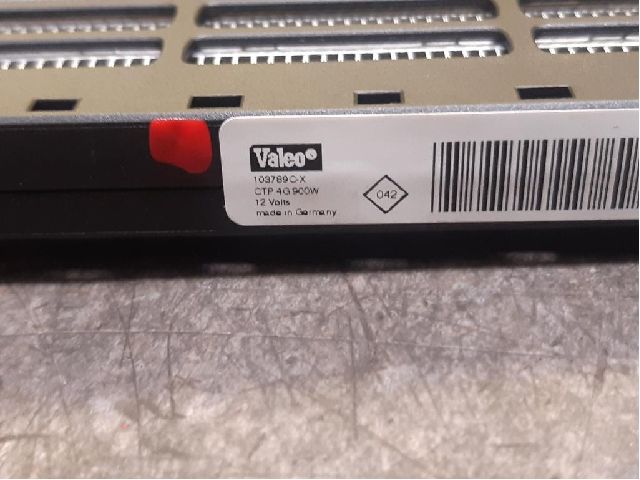 Valeo®
103769C-X
CTP 4G 900W
12 Volts
made in Germany
042